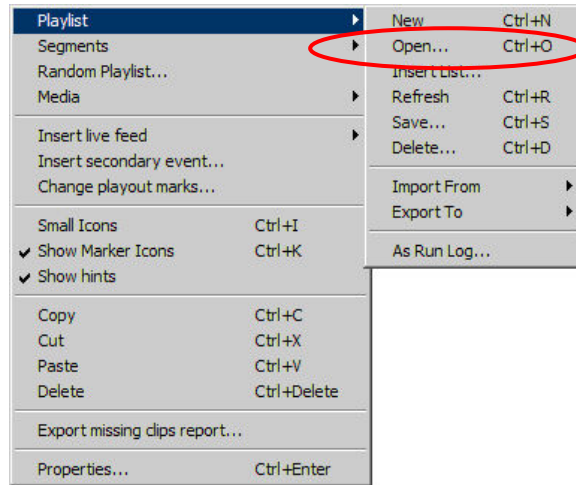 Playlist
Segments
Random Playlist...
Media
Insert live feed
Insert secondary event...
Change playout marks...
Small Icons Ctrl+I
Show Marker Icons Ctrl+K
Show hints
Copy Ctrl+C
Cut Ctrl+X
Paste Ctrl+V
Delete Ctrl+Delete
Export missing clips report...
Properties... Ctrl+Enter
New Ctrl+N
Open... Ctrl+O
Insert List...
Refresh Ctrl+R
Save... Ctrl+S
Delete... Ctrl+D
Import From
Export To
As Run Log...